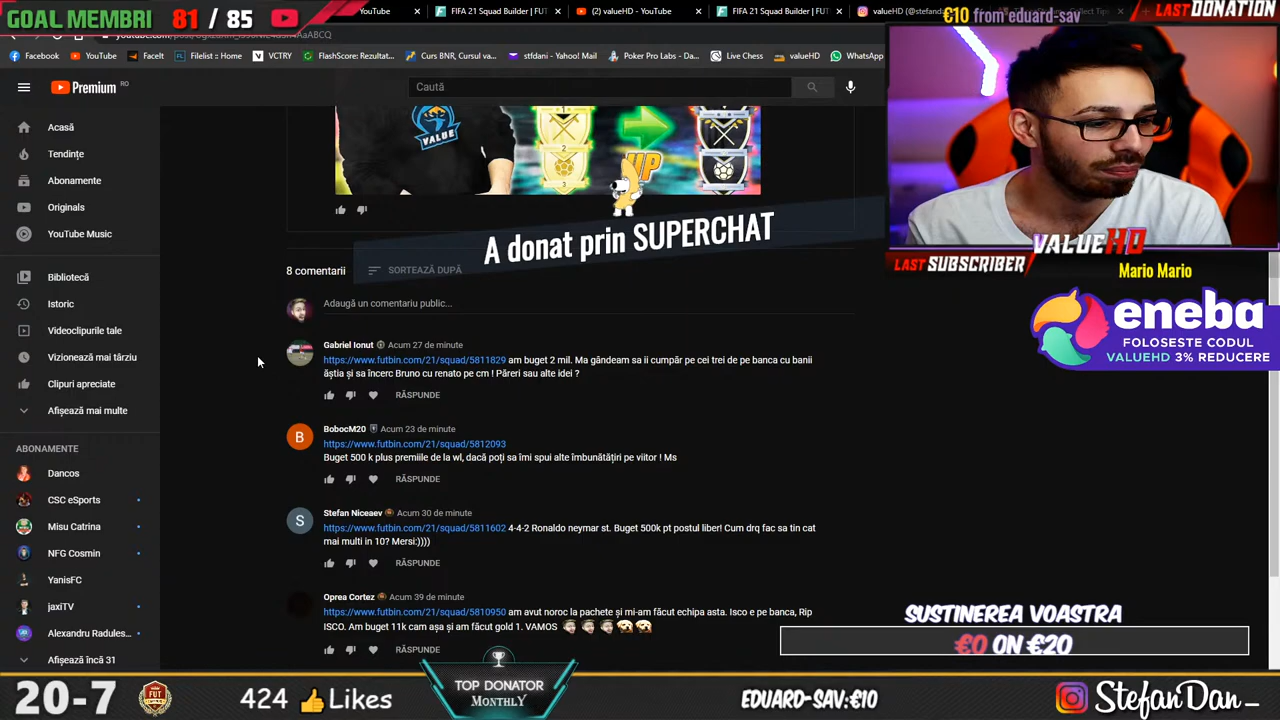 GOAL MEMBRI 81 / 85
YouTube
FIFA 21 Squad Builder | FUT
(2) valueHD - YouTube
FIFA 21 Squad Builder | FUT
valueHD (@stefand
€10 from eduard-sav
LAST DONATION
Facebook
YouTube
FaceIt
Filelist :: Home
VCTRY
FlashScore: Rezultat...
Curs BNR, Cursul va...
stfdani - Yahoo! Mail
Poker Pro Labs - Da...
Live Chess
valueHD
WhatsApp
Premium RO
Caută
Acasă
Tendințe
Abonamente
Originals
YouTube Music
Bibliotecă
Istoric
Videoclipurile tale
Vizionează mai târziu
Clipuri apreciate
Afișează mai multe
ABONAMENTE
Dancos
CSC eSports
Misu Catrina
NFG Cosmin
YanisFC
jaxiTV
Alexandru Radules...
Afișează încă 31
VALUE
1
2
3
UP
A donat prin SUPERCHAT
8 comentarii
SORTEAZĂ DUPĂ
Adaugă un comentariu public...
Gabriel Ionut Acum 27 de minute
https://www.futbin.com/21/squad/5811829 am buget 2 mil. Ma gândeam sa ii cumpăr pe cei trei de pe banca cu banii
ăștia și sa încerc Bruno cu renato pe cm ! Păreri sau alte idei ?
RĂSPUNDE
B
BobocM20 Acum 23 de minute
https://www.futbin.com/21/squad/5812093
Buget 500 k plus premiile de la wl, dacă poți sa îmi spui alte îmbunătățiri pe viitor ! Ms
RĂSPUNDE
S
Stefan Niceaev Acum 30 de minute
https://www.futbin.com/21/squad/5811602 4-4-2 Ronaldo neymar st. Buget 500k pt postul liber! Cum drq fac sa tin cat
mai multi in 10? Mersi:))))
RĂSPUNDE
Oprea Cortez Acum 39 de minute
https://www.futbin.com/21/squad/5810950 am avut noroc la pachete și mi-am făcut echipa asta. Isco e pe banca, Rip
ISCO. Am buget 11k cam așa și am făcut gold 1. VAMOS
RĂSPUNDE
VALUEHD
LAST SUBSCRIBER
Mario Mario
eneba
FOLOSESTE CODUL
VALUEHD 3% REDUCERE
SUSTINEREA VOASTRA
€0 ON €20
20-7
424 Likes
TOP DONATOR
MONTHLY
EDUARD-SAV:€10
StefanDan_